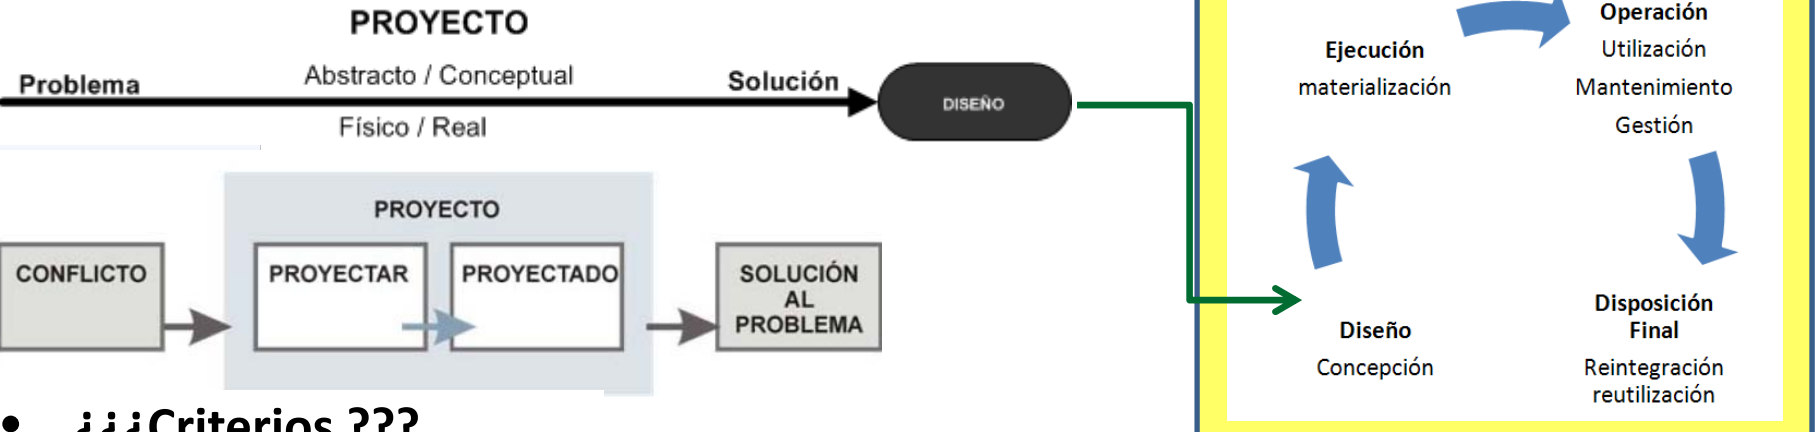 PROYECTO
Problema
Abstracto / Conceptual
Solución
Físico / Real
DISEÑO
PROYECTO
CONFLICTO
PROYECTAR
PROYECTADO
SOLUCIÓN
AL
PROBLEMA
• ¿¿¿Criterios ???
Ejecución
materialización
Operación
Utilización
Mantenimiento
Gestión
Diseño
Concepción
Disposición
Final
Reintegración
reutilización